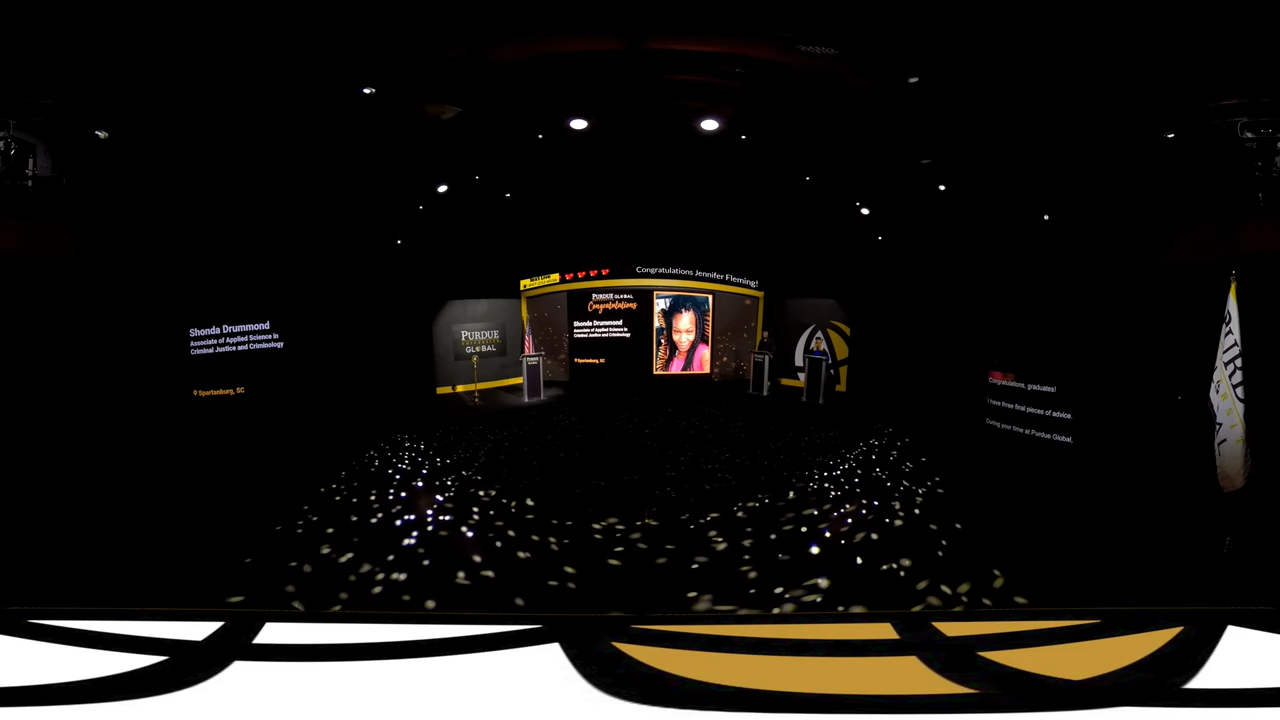 Congratulations Jennifer Fleming!
PURDUE
GLOBAL
Congratulations
Shonda Drummond
Associate of Applied Science in
Criminal Justice and Criminology
Spartanburg, SC
Shonda Drummond
Associate of Applied Science in
Criminal Justice and Criminology
Spartanburg, SC
PURDUE
UNIVERSITY
GLOBAL
Congratulations, graduates!
I have three final pieces of advice.
During your time at Purdue Global,